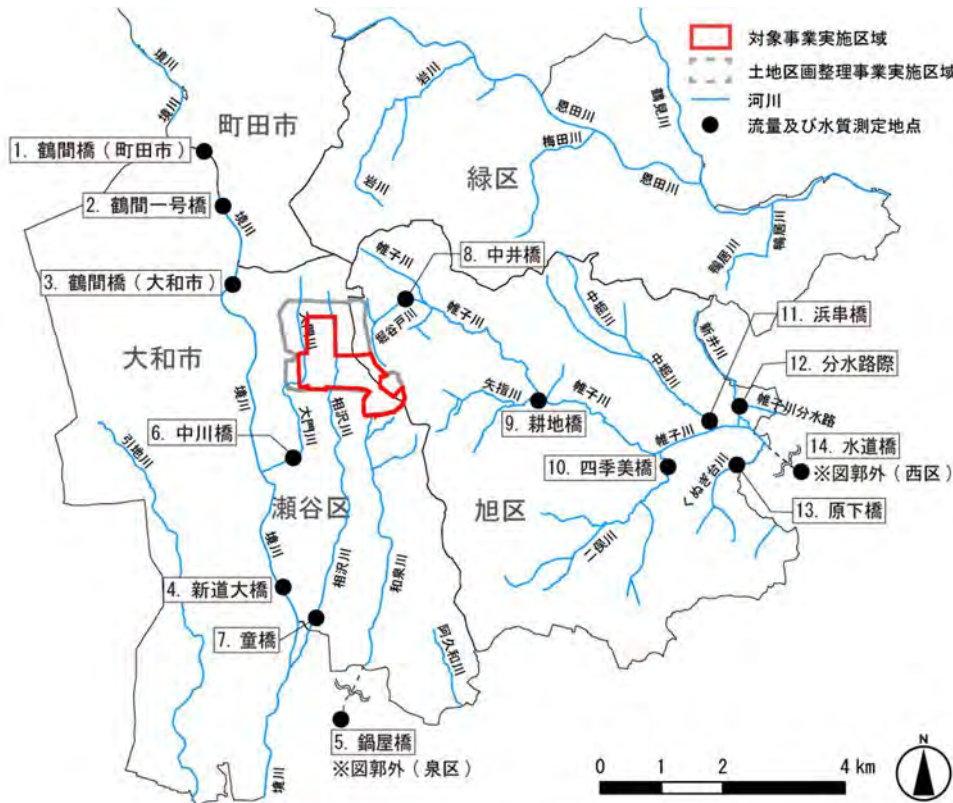 対象事業実施区域
土地区画整理事業実施区域
河川
流量及び水質測定地点
境川
境川
町田市
1. 鶴間橋（町田市）
2. 鶴間一号橋
境川
3. 鶴間橋（大和市）
岩川
岩川
恩田川
梅田川
恩田川
鶴見川
緑区
鴨居川
鴨居川
帷子川
8. 中井橋
帷子川
堀谷戸川
中堀川
中堀川
新井川
11. 浜串橋
12. 分水路際
帷子川分水路
大和市
大門川
境川
大門川
相沢川
矢指川
帷子川
9. 耕地橋
帷子川
14. 水道橋
※図郭外（西区）
6. 中川橋
引地川
10. 四季美橋
くぬぎ台川
13. 原下橋
瀬谷区
旭区
二俣川
境川
相沢川
和泉川
4. 新道大橋
7. 童橋
阿久和川
5. 鍋屋橋
※図郭外（泉区）
境川
0 2 4 km
N